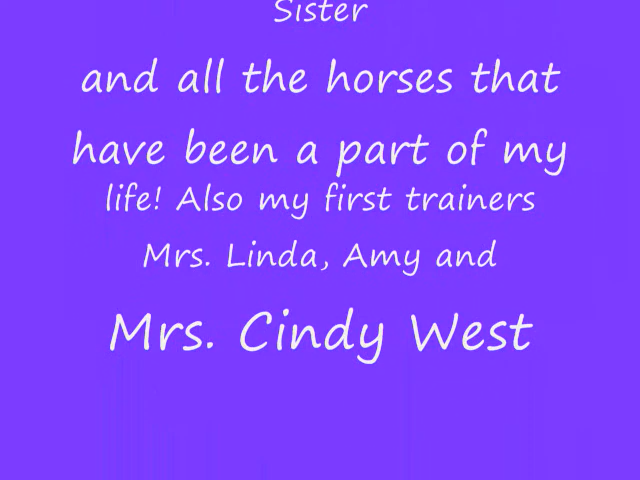 Sister
and all the horses that
have been a part of my
life! Also my first trainers
Mrs. Linda, Amy and
Mrs. Cindy West